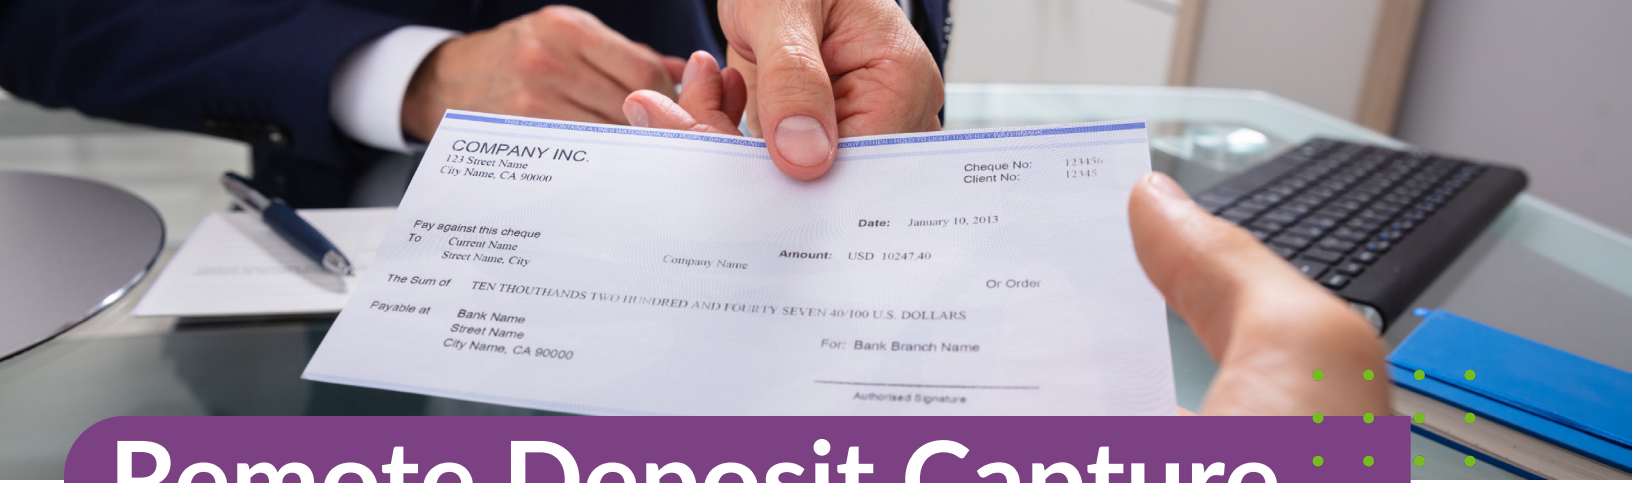 COMPANY INC.
123 Street Name
City Name, CA 90000
Cheque No: 123456
Client No: 12345
Date: January 10, 2013
Pay against this cheque
To Current Name
Street Name, City
Company Name
Amount: USD 10247.40
Or Order
The Sum of TEN THOUTHANDS TWO HUNDRED AND FOURTY SEVEN 40/100 U.S. DOLLARS
Payable at Bank Name
Street Name
City Name, CA 90000
For: Bank Branch Name
Authorised Signature
Remote Deposit Capture